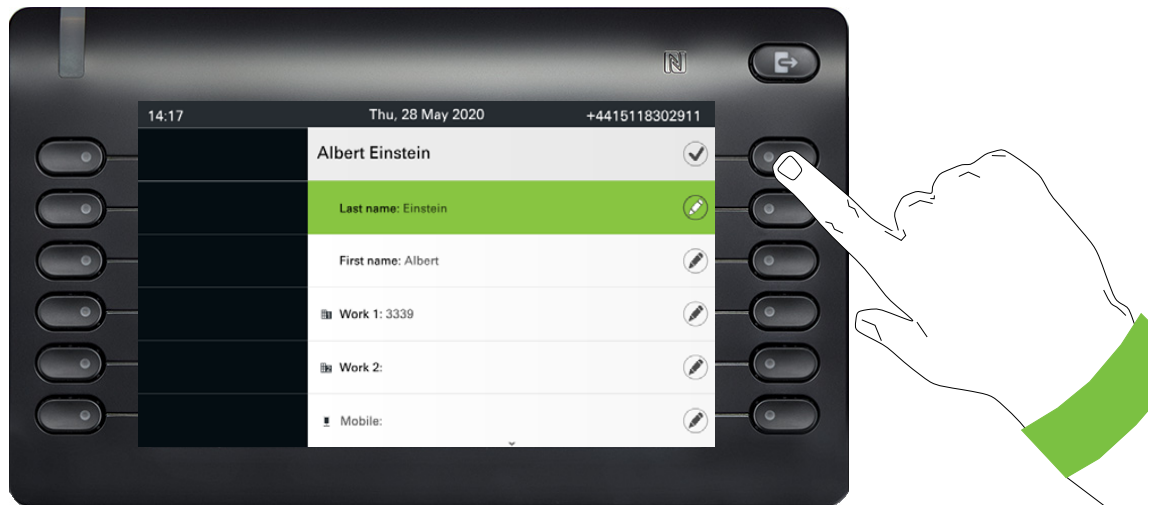 14:17 Thu, 28 May 2020 +4415118302911
Albert Einstein
Last name: Einstein
First name: Albert
Work 1: 3339
Work 2:
Mobile: